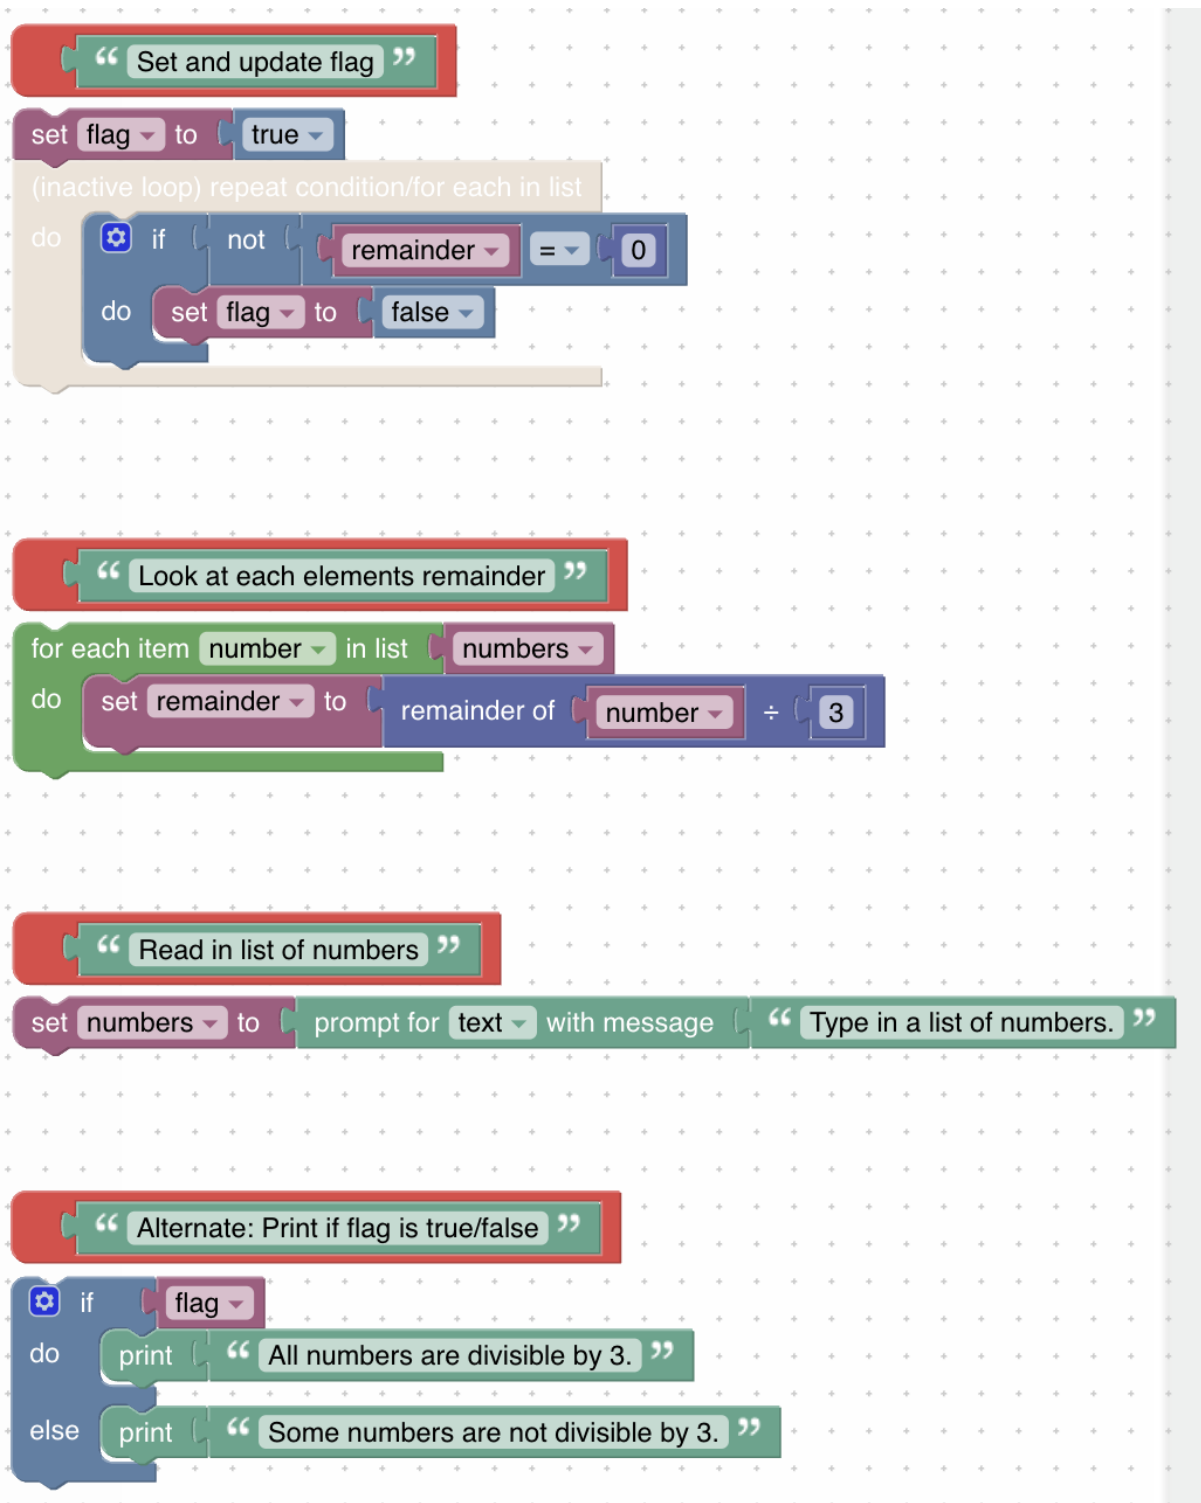 “ Set and update flag ”
set flag to true
(inactive loop) repeat condition/for each in list
do if not remainder = 0
do set flag to false
“ Look at each elements remainder ”
for each item number in list numbers
do set remainder to remainder of number ÷ 3
“ Read in list of numbers ”
set numbers to prompt for text with message “ Type in a list of numbers. ”
“ Alternate: Print if flag is true/false ”
if flag
do print “ All numbers are divisible by 3. ”
else print “ Some numbers are not divisible by 3. ”